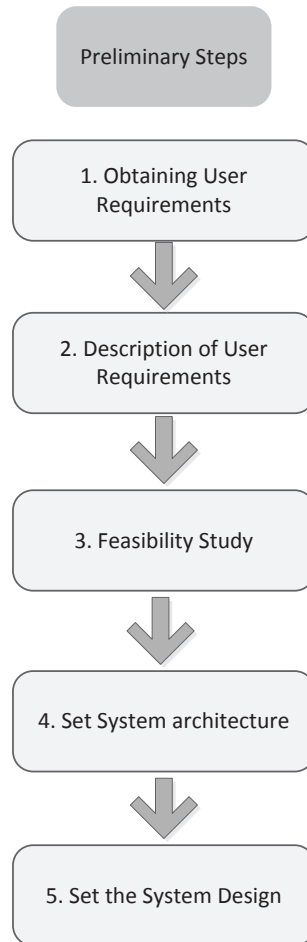 Preliminary Steps
1. Obtaining User
Requirements
2. Description of User
Requirements
3. Feasibility Study
4. Set System architecture
5. Set the System Design